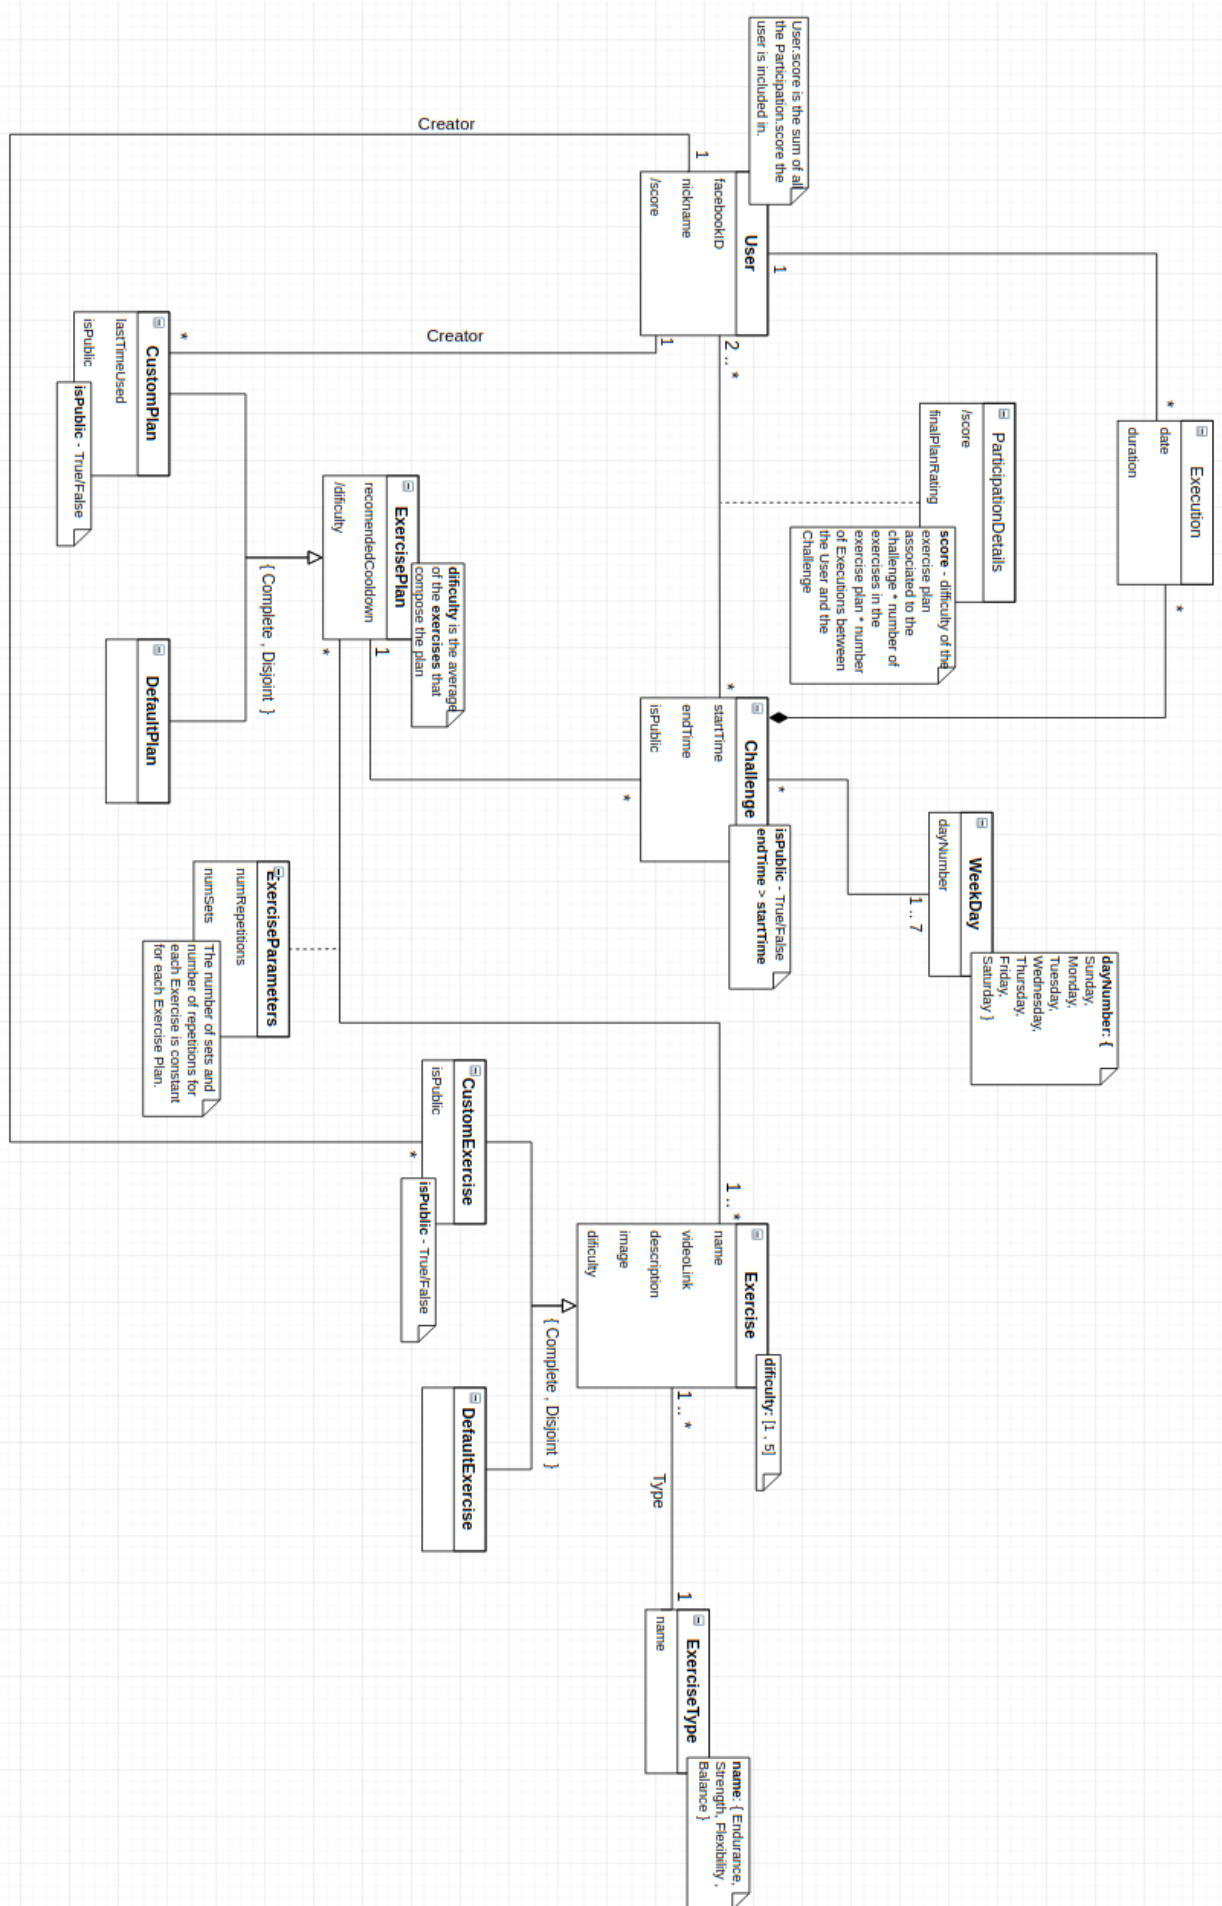 User.score is the sum of all
the Participation.score the
user is included in.
User
facebookID
nickname
/score
1
1
1
2 .. *
Creator
Creator
Execution
date
duration
*
*
ParticipationDetails
/score
finalPlanRating
score - difficulty of the
exercise plan
associated to the
challenge * number of
exercises in the
exercise plan * number
of Executions between
the User and the
Challenge
*
Challenge
startTime
endTime
isPublic
isPublic - True/False
endTime > startTime
*
*
WeekDay
dayNumber
1 .. 7
dayNumber: {
Sunday,
Monday,
Tuesday,
Wednesday,
Thursday,
Friday,
Saturday }
*
CustomPlan
lastTimeUsed
isPublic
isPublic - True/False
ExercisePlan
recomendedCooldown
/dificulty
dificulty is the average
of the exercises that
compose the plan
1
*
{ Complete , Disjoint }
DefaultPlan
ExerciseParameters
numRepetitions
numSets
The number of sets and
number of repetitions for
each Exercise is constant
for each Exercise Plan.
CustomExercise
isPublic
*
isPublic - True/False
1 .. *
Exercise
name
videoLink
description
image
dificulty
dificulty: [1 , 5]
{ Complete , Disjoint }
DefaultExercise
1 .. *
Type
1
ExerciseType
name
name: { Endurance,
Strength, Flexibility ,
Balance }